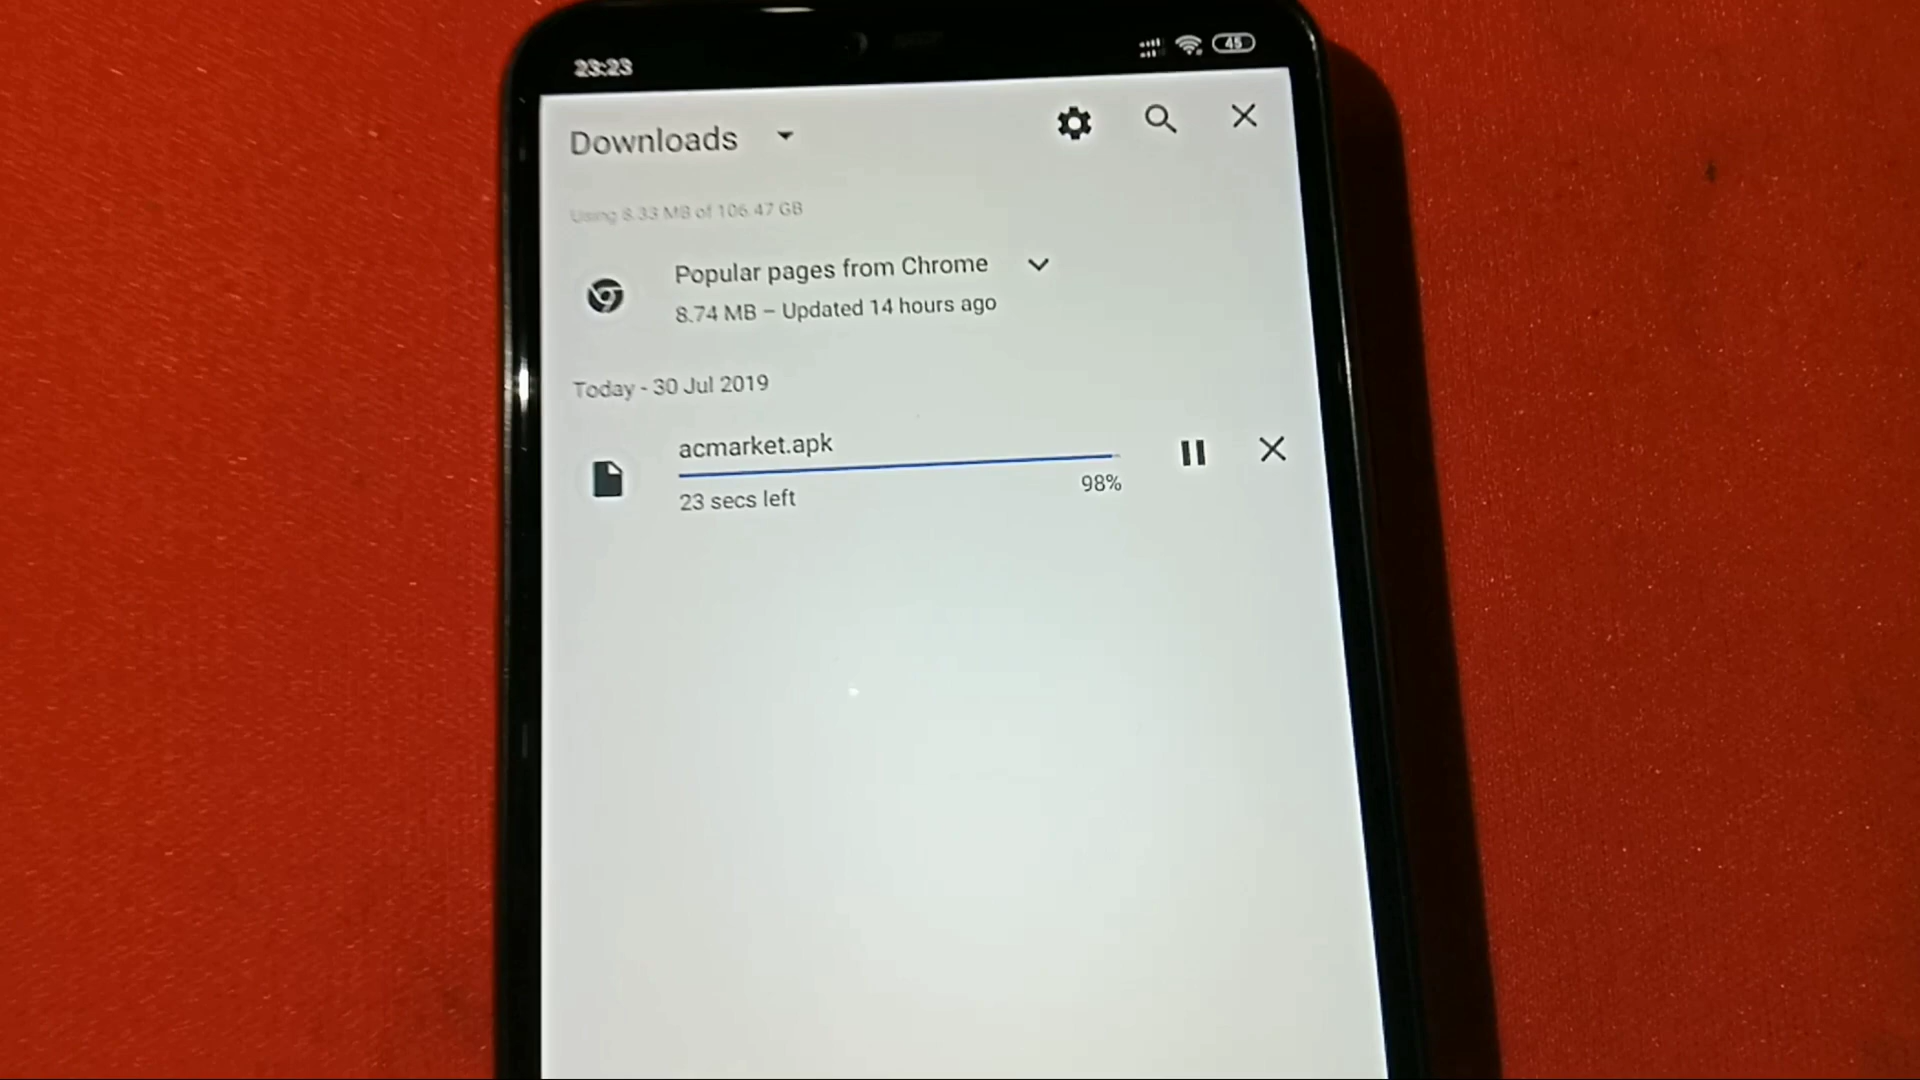 23:23
45
Downloads
Using 8.33 MB of 106.47 GB
Popular pages from Chrome
8.74 MB – Updated 14 hours ago
Today - 30 Jul 2019
acmarket.apk
23 secs left
98%